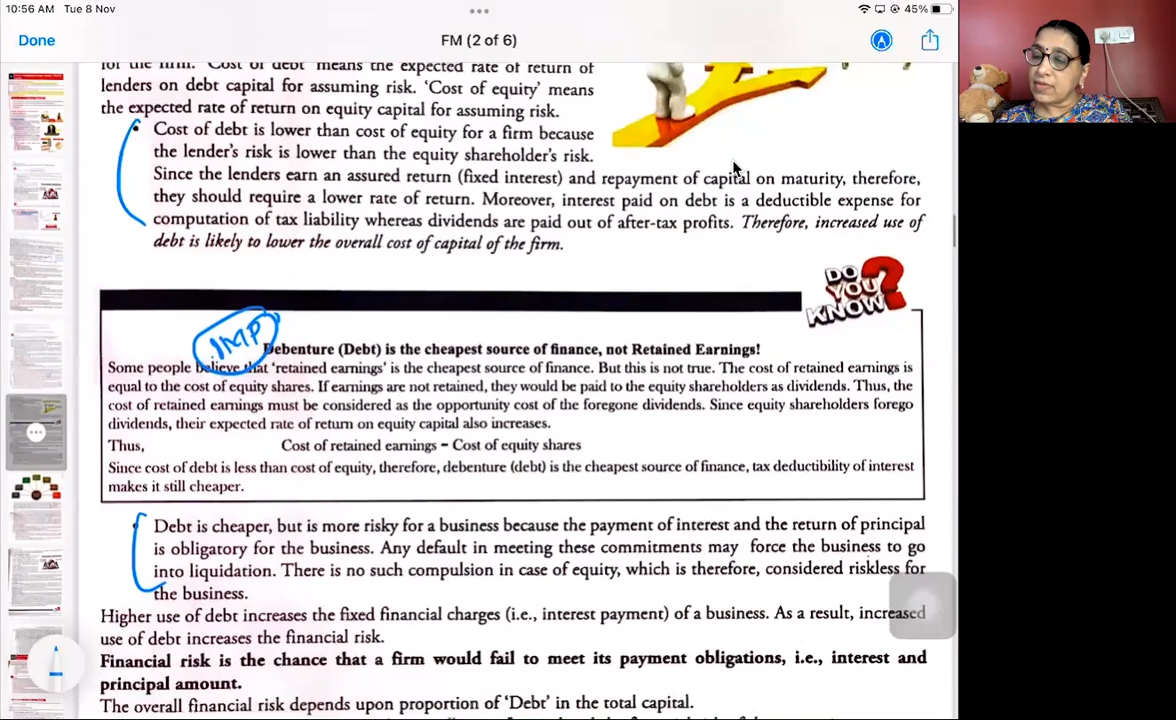 10:56 AM Tue 8 Nov
45%
Done
FM (2 of 6)
for the firm. 'Cost of debt' means the expected rate of return of
lenders on debt capital for assuming risk. 'Cost of equity' means
the expected rate of return on equity capital for assuming risk.
• Cost of debt is lower than cost of equity for a firm because
the lender's risk is lower than the equity shareholder's risk.
Since the lenders earn an assured return (fixed interest) and repayment of capital on maturity, therefore,
they should require a lower rate of return. Moreover, interest paid on debt is a deductible expense for
computation of tax liability whereas dividends are paid out of after-tax profits. Therefore, increased use of
debt is likely to lower the overall cost of capital of the firm.
DO
YOU
KNOW?
IMP
Debenture (Debt) is the cheapest source of finance, not Retained Earnings!
Some people believe that 'retained earnings' is the cheapest source of finance. But this is not true. The cost of retained earnings is
equal to the cost of equity shares. If earnings are not retained, they would be paid to the equity shareholders as dividends. Thus, the
cost of retained earnings must be considered as the opportunity cost of the foregone dividends. Since equity shareholders forego
dividends, their expected rate of return on equity capital also increases.
Thus, Cost of retained earnings = Cost of equity shares
Since cost of debt is less than cost of equity, therefore, debenture (debt) is the cheapest source of finance, tax deductibility of interest
makes it still cheaper.
• Debt is cheaper, but is more risky for a business because the payment of interest and the return of principal
is obligatory for the business. Any default in meeting these commitments may force the business to go
into liquidation. There is no such compulsion in case of equity, which is therefore, considered riskless for
the business.
Higher use of debt increases the fixed financial charges (i.e., interest payment) of a business. As a result, increased
use of debt increases the financial risk.
Financial risk is the chance that a firm would fail to meet its payment obligations, i.e., interest and
principal amount.
The overall financial risk depends upon proportion of 'Debt' in the total capital.